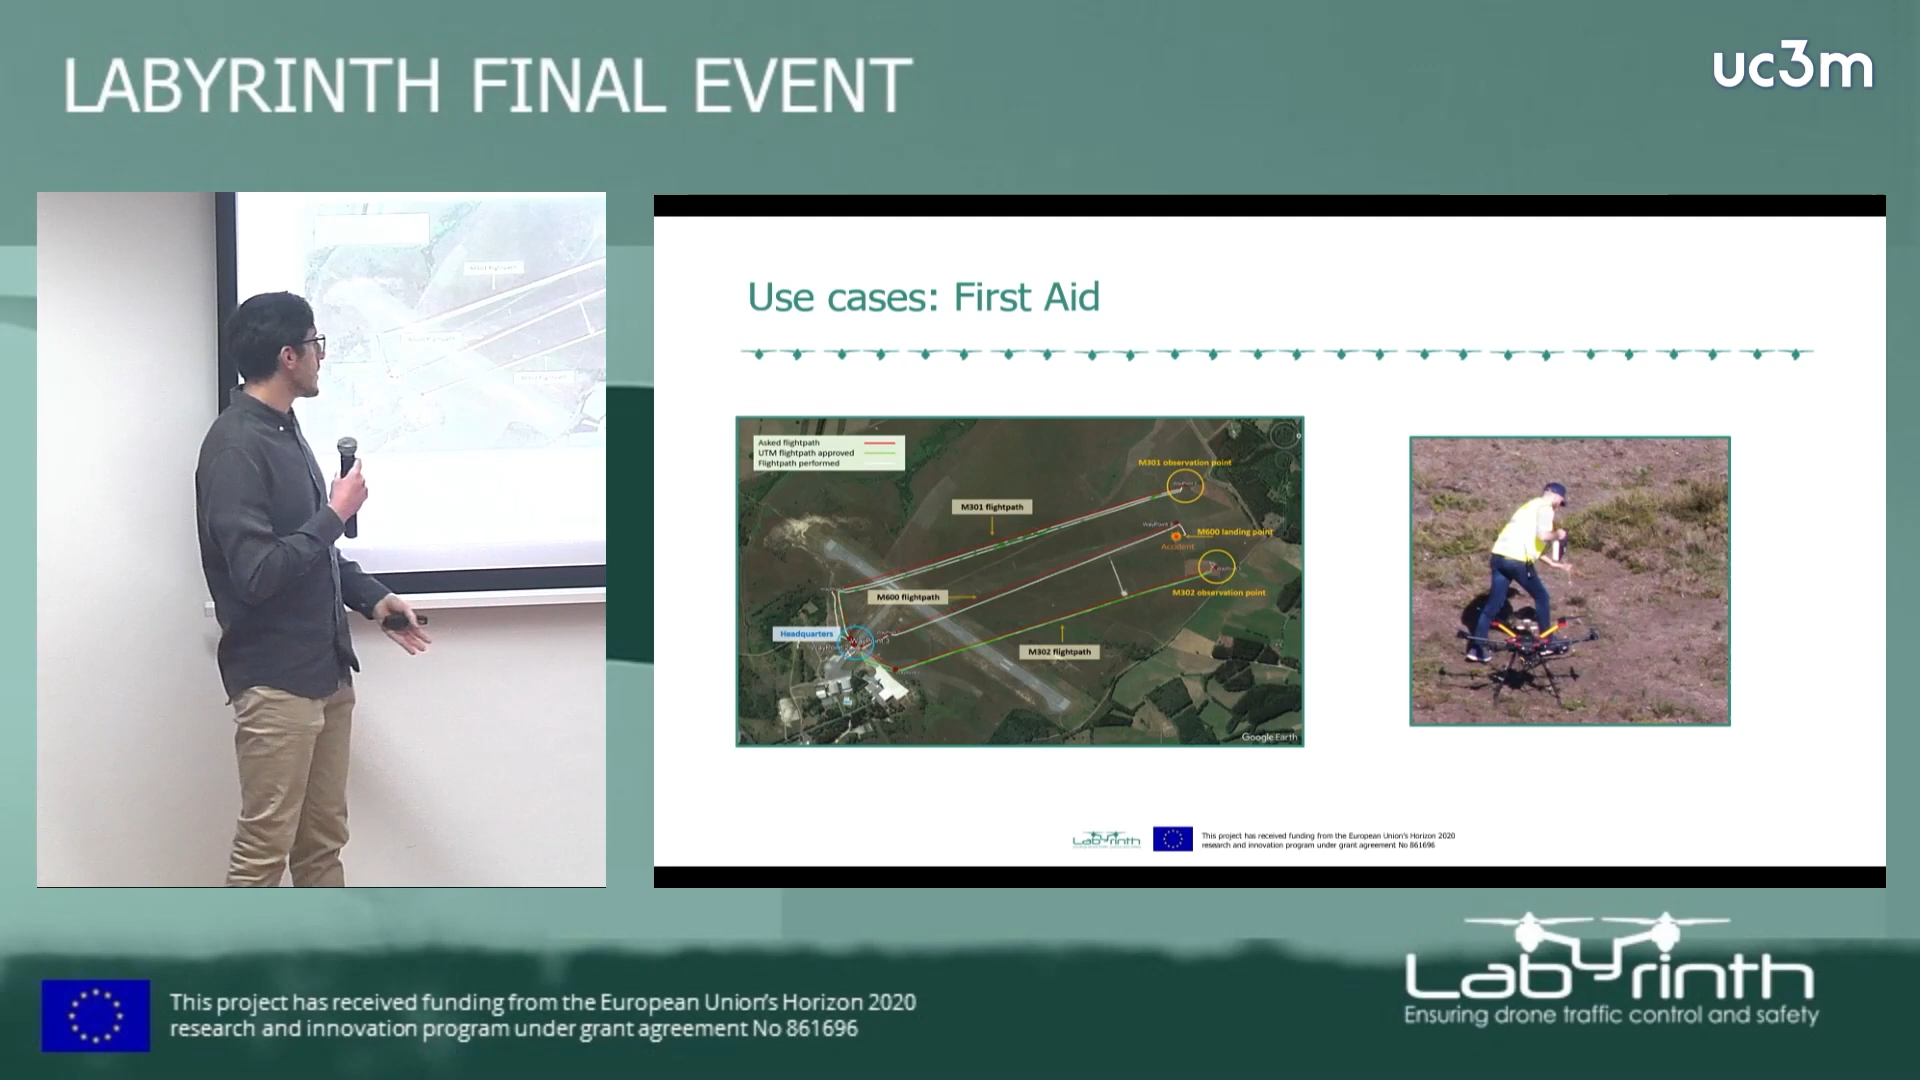 LABYRINTH FINAL EVENT
uc3m
Use cases: First Aid
Asked flightpath
UTM flightpath approved
Flightpath performed
M301 observation point
M301 flightpath
M600 landing point
Accident
M600 flightpath
M302 observation point
Headquarters
M302 flightpath
Google Earth
Labyrinth
This project has received funding from the European Union's Horizon 2020
research and innovation program under grant agreement No 861696
This project has received funding from the European Union's Horizon 2020
research and innovation program under grant agreement No 861696
Labyrinth
Ensuring drone traffic control and safety